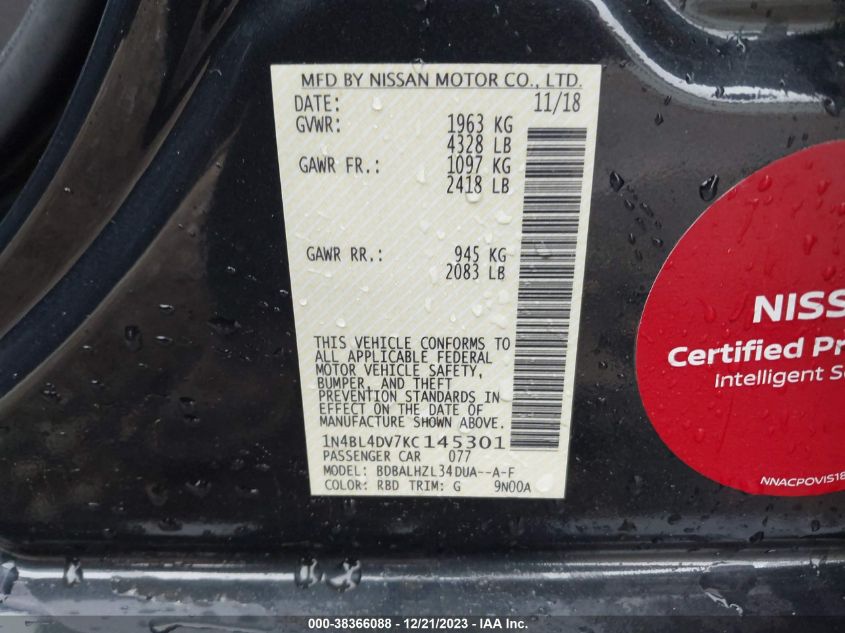 MFD BY NISSAN MOTOR CO., LTD.
DATE: 11/18
GVWR: 1963 KG
4328 LB
GAWR FR.: 1097 KG
2418 LB
GAWR RR.: 945 KG
2083 LB
THIS VEHICLE CONFORMS TO
ALL APPLICABLE FEDERAL
MOTOR VEHICLE SAFETY,
BUMPER, AND THEFT
PREVENTION STANDARDS IN
EFFECT ON THE DATE OF
MANUFACTURE SHOWN ABOVE.
1N4BL4DV7KC145301
PASSENGER CAR 077
MODEL: BDBALHZL34DUA--A-F
COLOR: RBD TRIM: G 9N00A
NISS
Certified Pr
Intelligent S
NNACPOVIS18
000-38366088 - 12/21/2023 - IAA Inc.